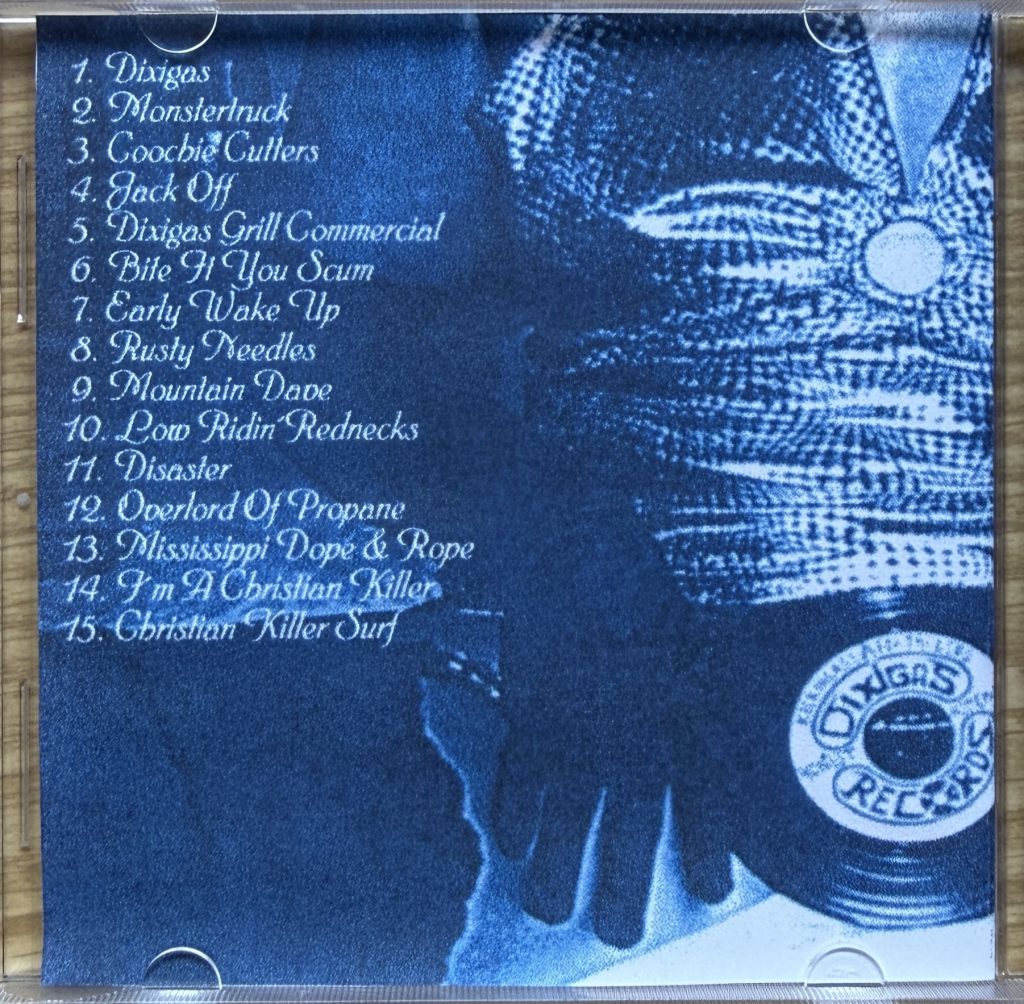 1. Dixigas
2. Monstertruck
3. Coochie Cutters
4. Jack Off
5. Dixigas Grill Commercial
6. Bite It You Scum
7. Early Wake Up
8. Rusty Needles
9. Mountain Dave
10. Low Ridin' Rednecks
11. Disaster
12. Overlord Of Propane
13. Mississippi Dope & Rope
14. I'm A Christian Killer
15. Christian Killer Surf
DIXIGAS
RECORDS